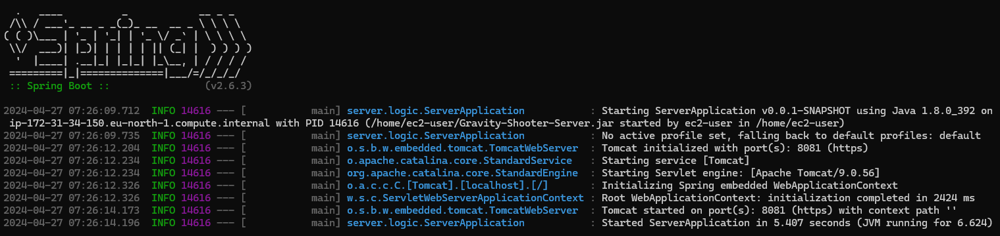 .   ____          _            __ _ _
 /\\ / ___'_ __ _ _(_)_ __  __ _ \ \ \ \
( ( )\___ | '_ | '_| | '_ \/ _` | \ \ \ \
 \\/  ___)| |_)| | | | | || (_| |  ) ) ) )
  '  |____| .__|_| |_|_| |_\__, | / / / /
 =========|_|==============|___/=/_/_/_/
 :: Spring Boot ::                (v2.6.3)

2024-04-27 07:26:09.712  INFO 14616 --- [           main] server.logic.ServerApplication           : Starting ServerApplication v0.0.1-SNAPSHOT using Java 1.8.0_392 on
 ip-172-31-34-150.eu-north-1.compute.internal with PID 14616 (/home/ec2-user/Gravity-Shooter-Server.jar started by ec2-user in /home/ec2-user)
2024-04-27 07:26:09.735  INFO 14616 --- [           main] server.logic.ServerApplication           : No active profile set, falling back to default profiles: default
2024-04-27 07:26:12.204  INFO 14616 --- [           main] o.s.b.w.embedded.tomcat.TomcatWebServer  : Tomcat initialized with port(s): 8081 (https)
2024-04-27 07:26:12.234  INFO 14616 --- [           main] o.apache.catalina.core.StandardService   : Starting service [Tomcat]
2024-04-27 07:26:12.234  INFO 14616 --- [           main] org.apache.catalina.core.StandardEngine  : Starting Servlet engine: [Apache Tomcat/9.0.56]
2024-04-27 07:26:12.326  INFO 14616 --- [           main] o.a.c.c.C.[Tomcat].[localhost].[/]       : Initializing Spring embedded WebApplicationContext
2024-04-27 07:26:12.326  INFO 14616 --- [           main] w.s.c.ServletWebServerApplicationContext : Root WebApplicationContext: initialization completed in 2424 ms
2024-04-27 07:26:14.173  INFO 14616 --- [           main] o.s.b.w.embedded.tomcat.TomcatWebServer  : Tomcat started on port(s): 8081 (https) with context path ''
2024-04-27 07:26:14.196  INFO 14616 --- [           main] server.logic.ServerApplication           : Started ServerApplication in 5.407 seconds (JVM running for 6.624)